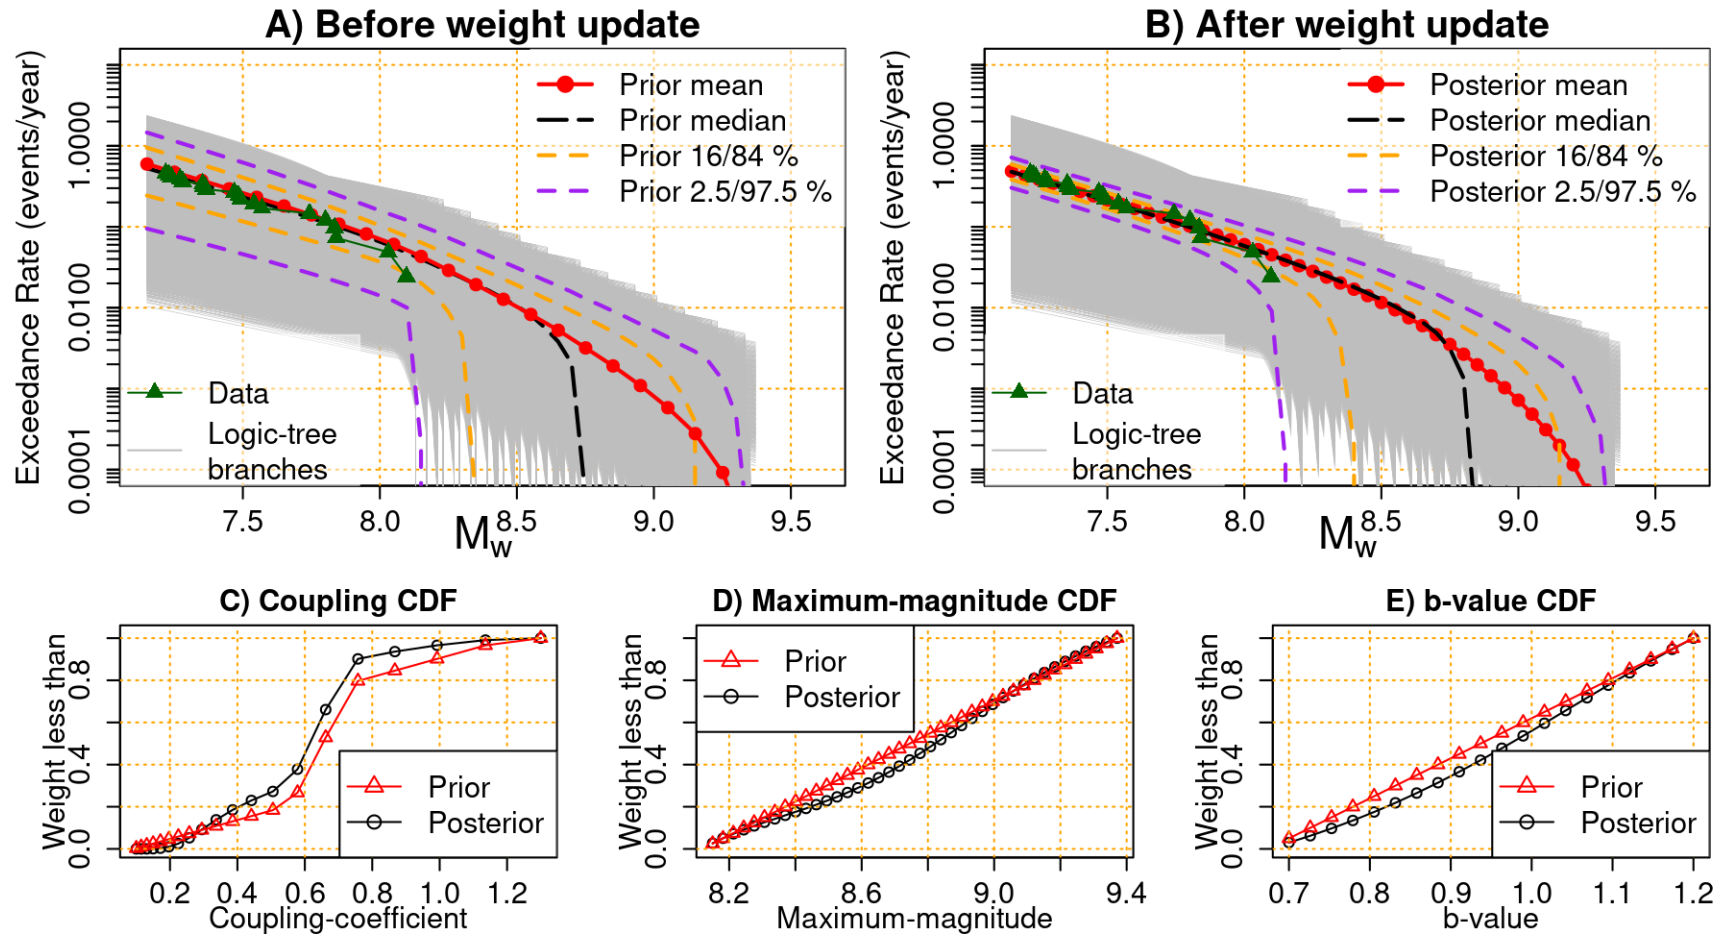 A) Before weight update
B) After weight update
Exceedance Rate (events/year)
1.0000
0.0100
0.0001
Prior mean
Prior median
Prior 16/84 %
Prior 2.5/97.5 %
Data
Logic-tree
branches
7.5
8.0
8.5
9.0
9.5
Mw
Exceedance Rate (events/year)
1.0000
0.0100
0.0001
Posterior mean
Posterior median
Posterior 16/84 %
Posterior 2.5/97.5 %
Data
Logic-tree
branches
7.5
8.0
8.5
9.0
9.5
Mw
C) Coupling CDF
Weight less than
0.8
0.4
0.0
Prior
Posterior
0.2
0.4
0.6
0.8
1.0
1.2
Coupling-coefficient
D) Maximum-magnitude CDF
Weight less than
0.8
0.4
0.0
Prior
Posterior
8.2
8.6
9.0
9.4
Maximum-magnitude
E) b-value CDF
Weight less than
0.8
0.4
0.0
Prior
Posterior
0.7
0.8
0.9
1.0
1.1
1.2
b-value